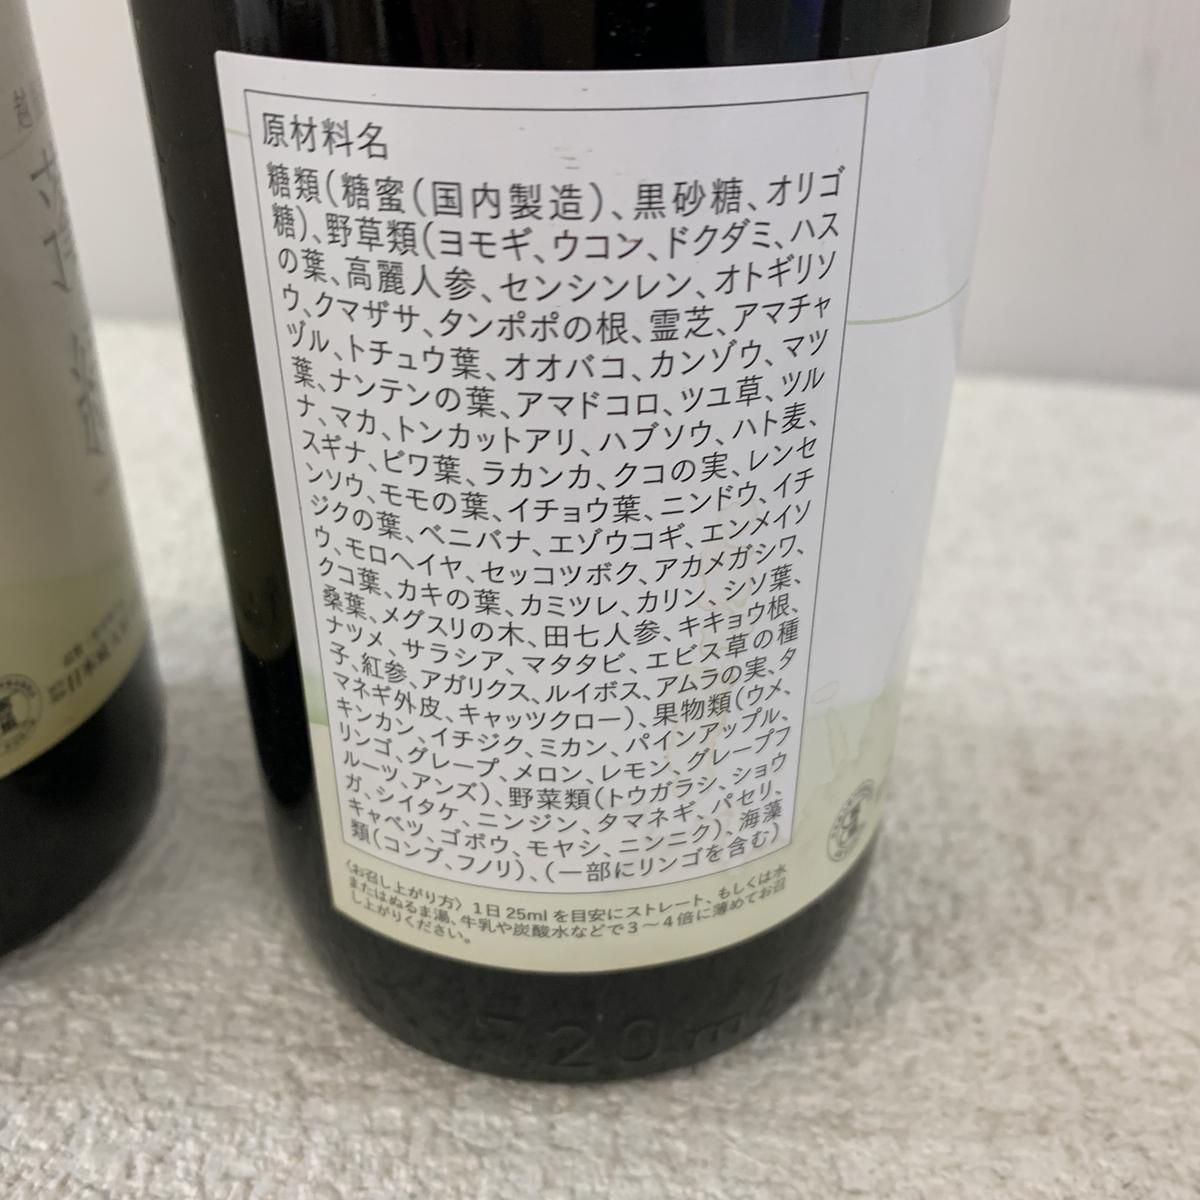 原材料名
糖類(糖蜜(国内製造)、黒砂糖、オリゴ
糖)、野草類(ヨモギ、ウコン、ドクダミ、ハス
の葉、高麗人参、センシンレン、オトギリソ
ウ、クマザサ、タンポポの根、霊芝、アマチャ
ヅル、トチュウ葉、オオバコ、カンゾウ、マツ
葉、ナンテンの葉、アマドコロ、ツユ草、ツル
ナ、マカ、トンカットアリ、ハブソウ、ハト麦、
スギナ、ビワ葉、ラカンカ、クコの実、レンセ
ンソウ、モモの葉、イチョウ葉、ニンドウ、イチ
ジクの葉、ベニバナ、エゾウコギ、エンメイソ
ウ、モロヘイヤ、セッコツボク、アカメガシワ、
クコ葉、カキの葉、カミツレ、カリン、シソ葉、
桑葉、メグスリの木、田七人参、キキョウ根、
ナツメ、サラシア、マタタビ、エビス草の種
子、紅参、アガリクス、ルイボス、アムラの実、タ
マネギ外皮、キャッツクロー)、果物類(ウメ、
キンカン、イチジク、ミカン、パインアップル、
リンゴ、グレープ、メロン、レモン、グレープフ
ルーツ、アンズ)、野菜類(トウガラシ、ショウ
ガ、シイタケ、ニンジン、タマネギ、パセリ、
キャベツ、ゴボウ、モヤシ、ニンニク)、海藻
類(コンブ、フノリ)、(一部にリンゴを含む)
〈お召し上がり方〉1日25mlを目安にストレート、もしくは水
またはぬるま湯、牛乳や炭酸水などで3〜4倍に薄めてお召
し上がりください。
720ml